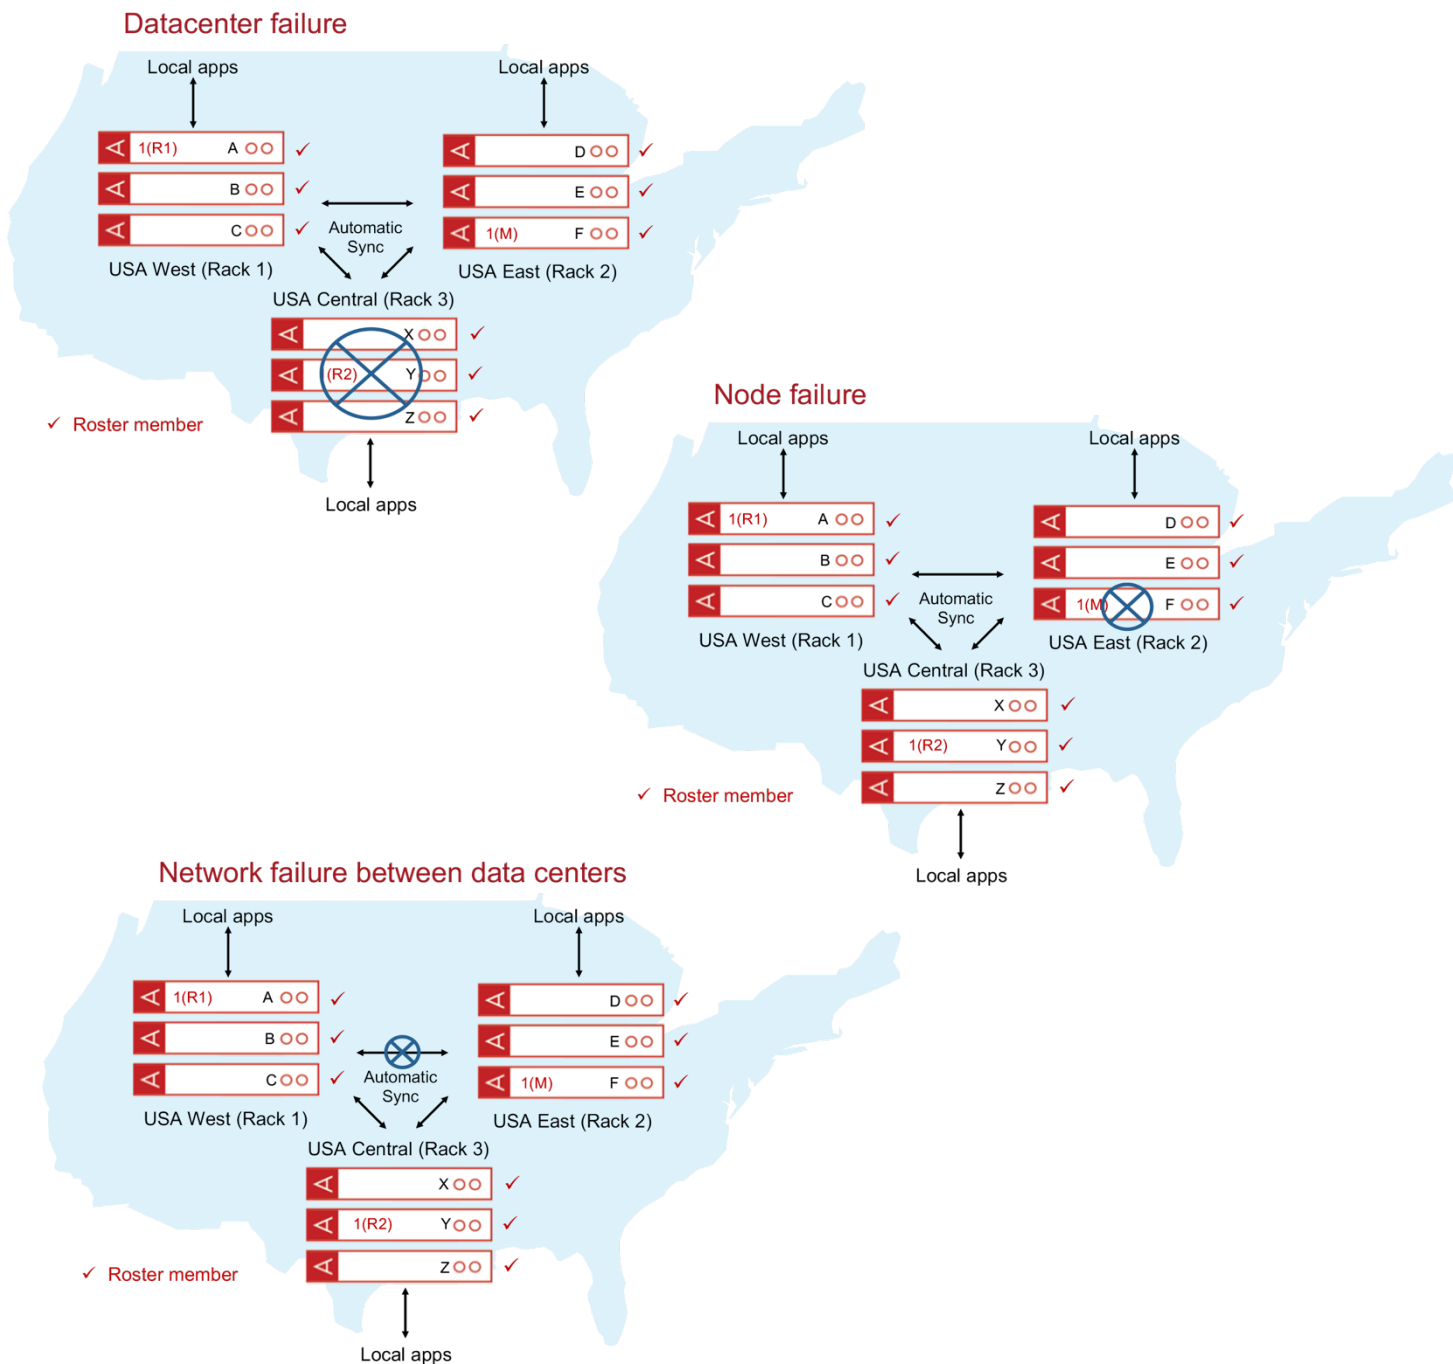 Datacenter failure
Local apps
Local apps
1(R1) A ✓
D ✓
B ✓
E ✓
C ✓
1(M) F ✓
Automatic
Sync
USA West (Rack 1)
USA East (Rack 2)
USA Central (Rack 3)
X ✓
(R2) Y ✓
Z ✓
✓ Roster member
Local apps
Node failure
Local apps
Local apps
1(R1) A ✓
D ✓
B ✓
E ✓
C ✓
1(M) F ✓
Automatic
Sync
USA West (Rack 1)
USA East (Rack 2)
USA Central (Rack 3)
X ✓
1(R2) Y ✓
Z ✓
✓ Roster member
Local apps
Network failure between data centers
Local apps
Local apps
1(R1) A ✓
D ✓
B ✓
E ✓
C ✓
1(M) F ✓
Automatic
Sync
USA West (Rack 1)
USA East (Rack 2)
USA Central (Rack 3)
X ✓
1(R2) Y ✓
Z ✓
✓ Roster member
Local apps